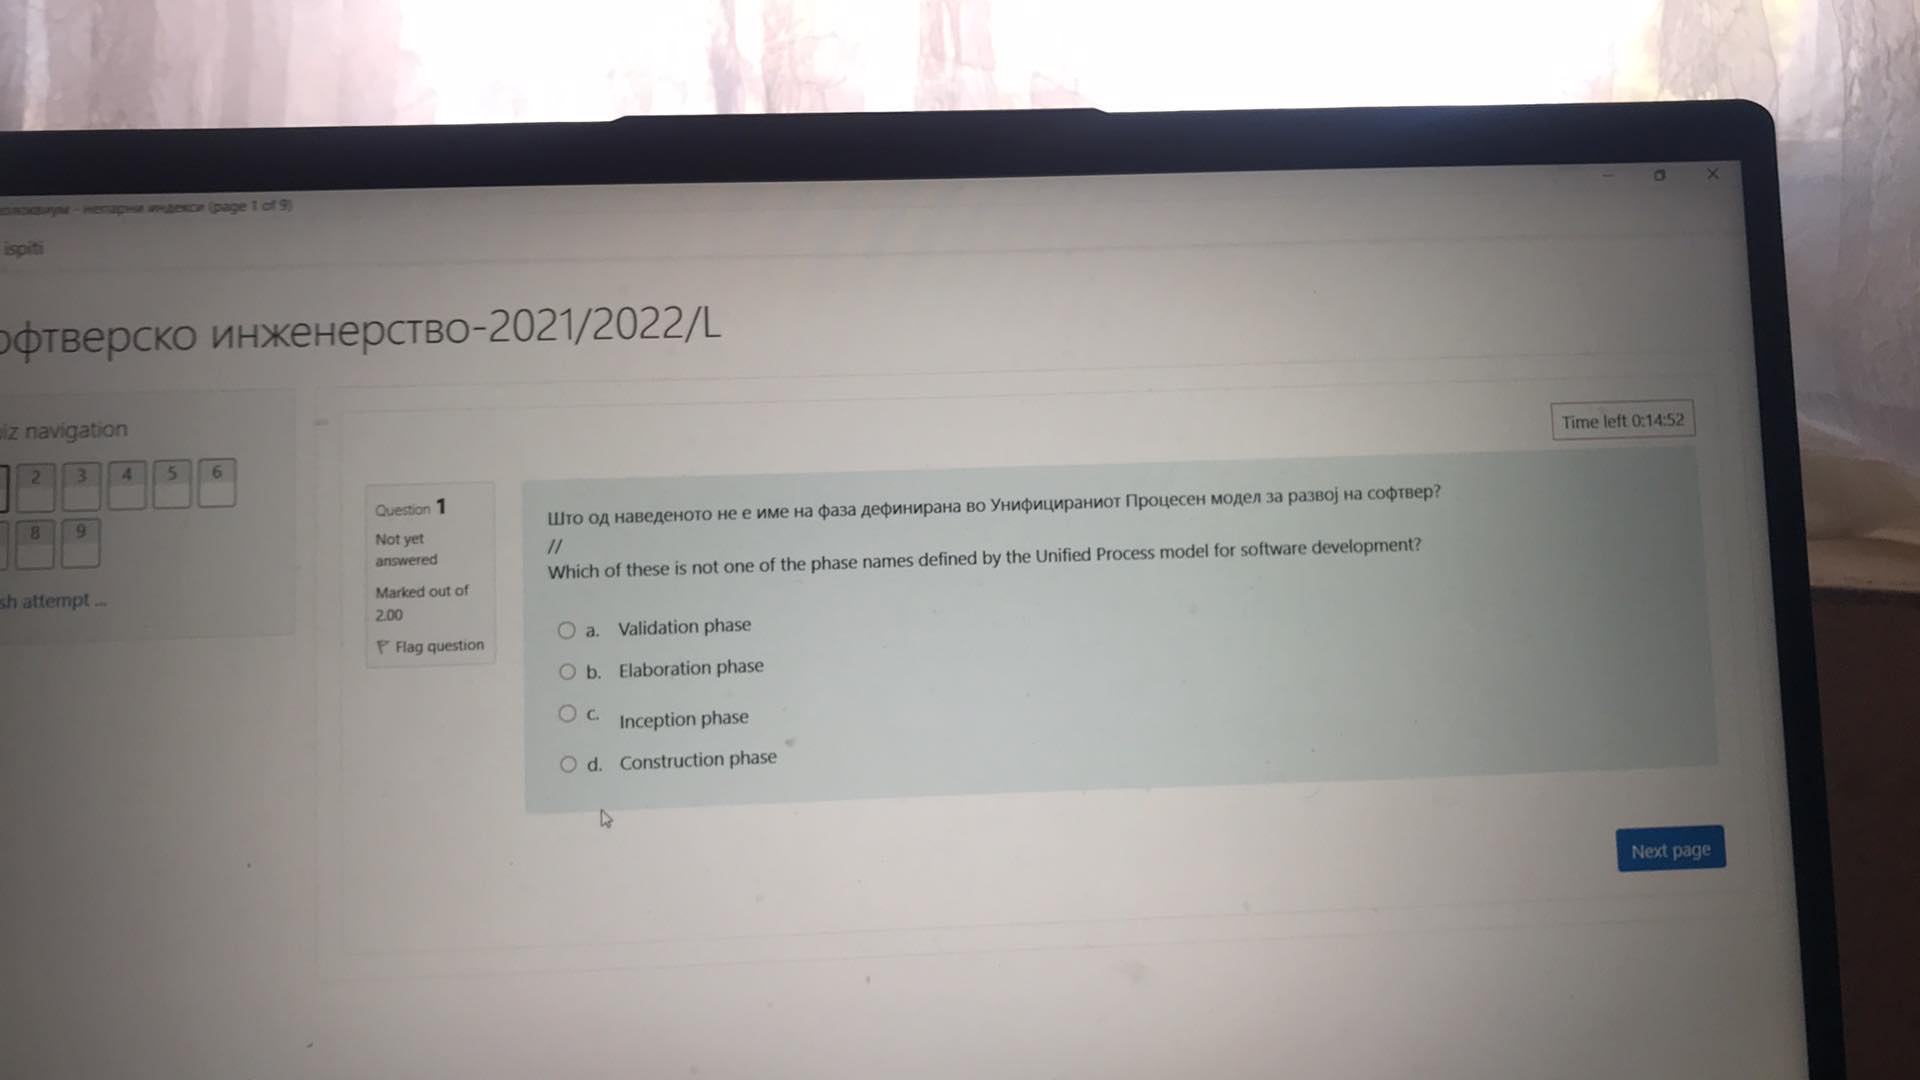 непарни индекси (page 1 of 9)
ispiti
офтверско инженерство-2021/2022/L
navigation
2 3 4 5 6
8 9
attempt ...
Time left 0:14:52
Question 1
Not yet
answered
Marked out of
2.00
Flag question
Што од наведеното не е име на фаза дефинирана во Унифицираниот Процесен модел за развој на софтвер?
//
Which of these is not one of the phase names defined by the Unified Process model for software development?
a. Validation phase
b. Elaboration phase
c. Inception phase
d. Construction phase
Next page